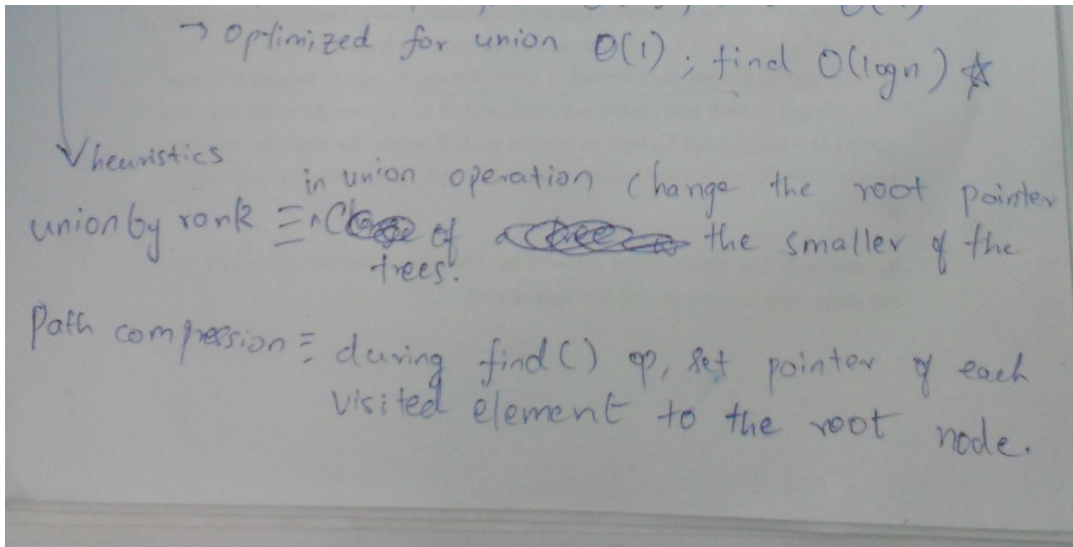 → Optimized for union O(1) ; find O(logn) ☆
heuristics
in union operation change the root pointer
union by rank ≡ of the smaller of the
trees.
Path compression ≡ during find() op, set pointer of each
visited element to the root node.